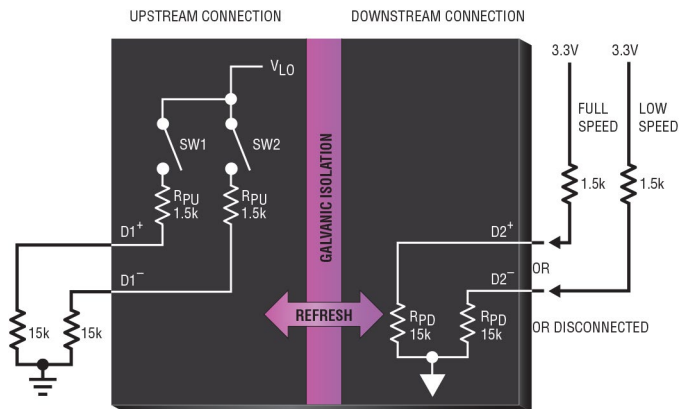 UPSTREAM CONNECTION
DOWNSTREAM CONNECTION
3.3V
3.3V
VLO
FULL
SPEED
LOW
SPEED
SW1
SW2
GALVANIC ISOLATION
RPU
1.5k
RPU
1.5k
1.5k
1.5k
D1+
D2+
D1−
D2−
OR
REFRESH
15k
15k
RPD
15k
RPD
15k
OR DISCONNECTED